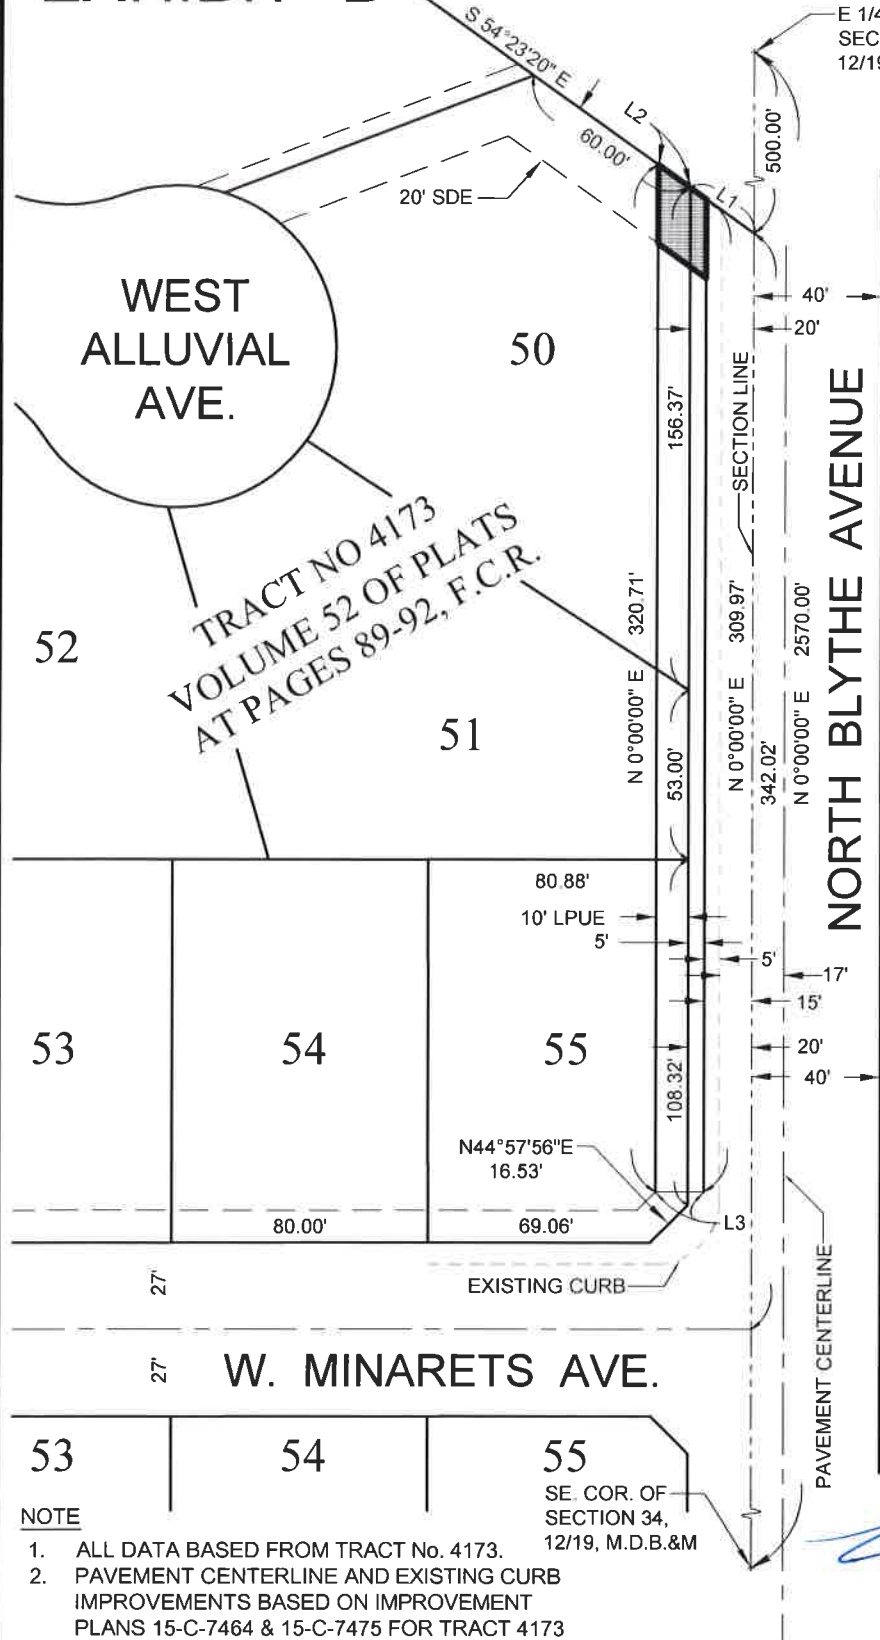 E 1/4
SEC
12/19
S 54°23'20" E
L2
60.00'
500.00'
20' SDE
L1
40'
20'
WEST
ALLUVIAL
AVE.
50
156.37'
SECTION LINE
NORTH BLYTHE AVENUE
TRACT NO 4173
VOLUME 52 OF PLATS
AT PAGES 89-92, F.C.R.
320.71'
N 0°00'00" E
309.97'
N 0°00'00" E
2570.00'
N 0°00'00" E
342.02'
53.00'
52
51
80.88'
10' LPUE
5'
5'
17'
15'
20'
40'
53
54
55
108.32'
N44°57'56"E
16.53'
80.00'
69.06'
L3
EXISTING CURB
27'
27'
W. MINARETS AVE.
PAVEMENT CENTERLINE
53
54
55
SE. COR. OF
SECTION 34,
12/19, M.D.B.&M
NOTE
1. ALL DATA BASED FROM TRACT No. 4173.
2. PAVEMENT CENTERLINE AND EXISTING CURB
IMPROVEMENTS BASED ON IMPROVEMENT
PLANS 15-C-7464 & 15-C-7475 FOR TRACT 4173